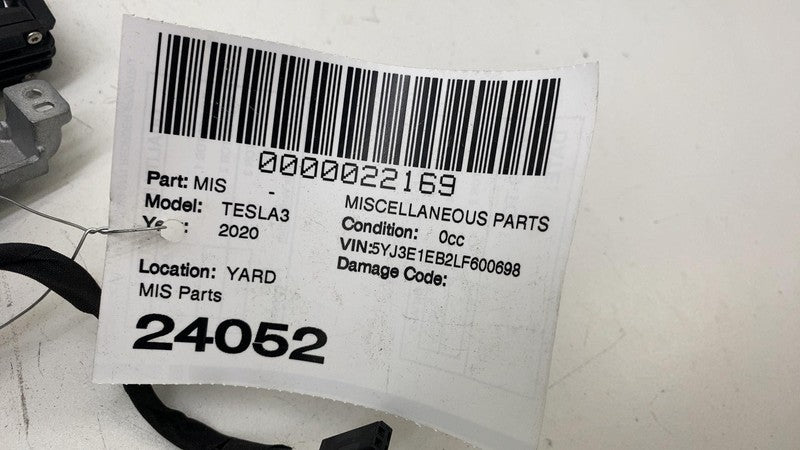 0000022169
Part: MIS - MISCELLANEOUS PARTS
Model: TESLA3 Condition: 0cc
2020 VIN:5YJ3E1EB2LF600698
Damage Code:
Location: YARD
MIS Parts
24052